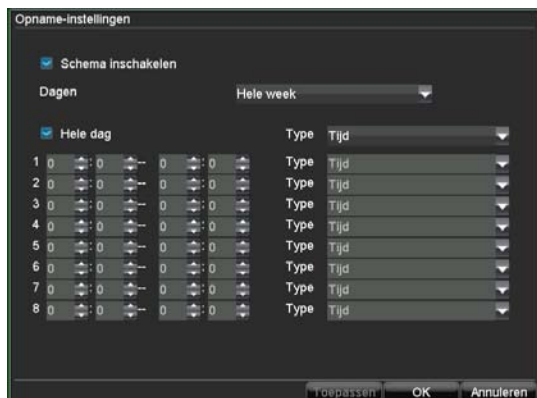 Opname-instellingen
Schema inschakelen
Dagen Hele week
Hele dag Type Tijd
1 0 : 0 -- 0 : 0 Type Tijd
2 0 : 0 -- 0 : 0 Type Tijd
3 0 : 0 -- 0 : 0 Type Tijd
4 0 : 0 -- 0 : 0 Type Tijd
5 0 : 0 -- 0 : 0 Type Tijd
6 0 : 0 -- 0 : 0 Type Tijd
7 0 : 0 -- 0 : 0 Type Tijd
8 0 : 0 -- 0 : 0 Type Tijd
Toepassen OK Annuleren